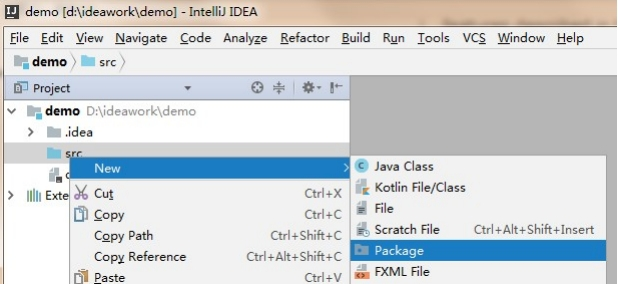 demo [d:\ideawork\demo] - IntelliJ IDEA
File Edit View Navigate Code Analyze Refactor Build Run Tools VCS Window Help
demo src
Project
demo D:\ideawork\demo
.idea
src
New
Java Class
Cut Ctrl+X
Kotlin File/Class
Copy Ctrl+C
File
Copy Path Ctrl+Shift+C
Scratch File Ctrl+Alt+Shift+Insert
Copy Reference Ctrl+Alt+Shift+C
Package
Paste Ctrl+V
FXML File